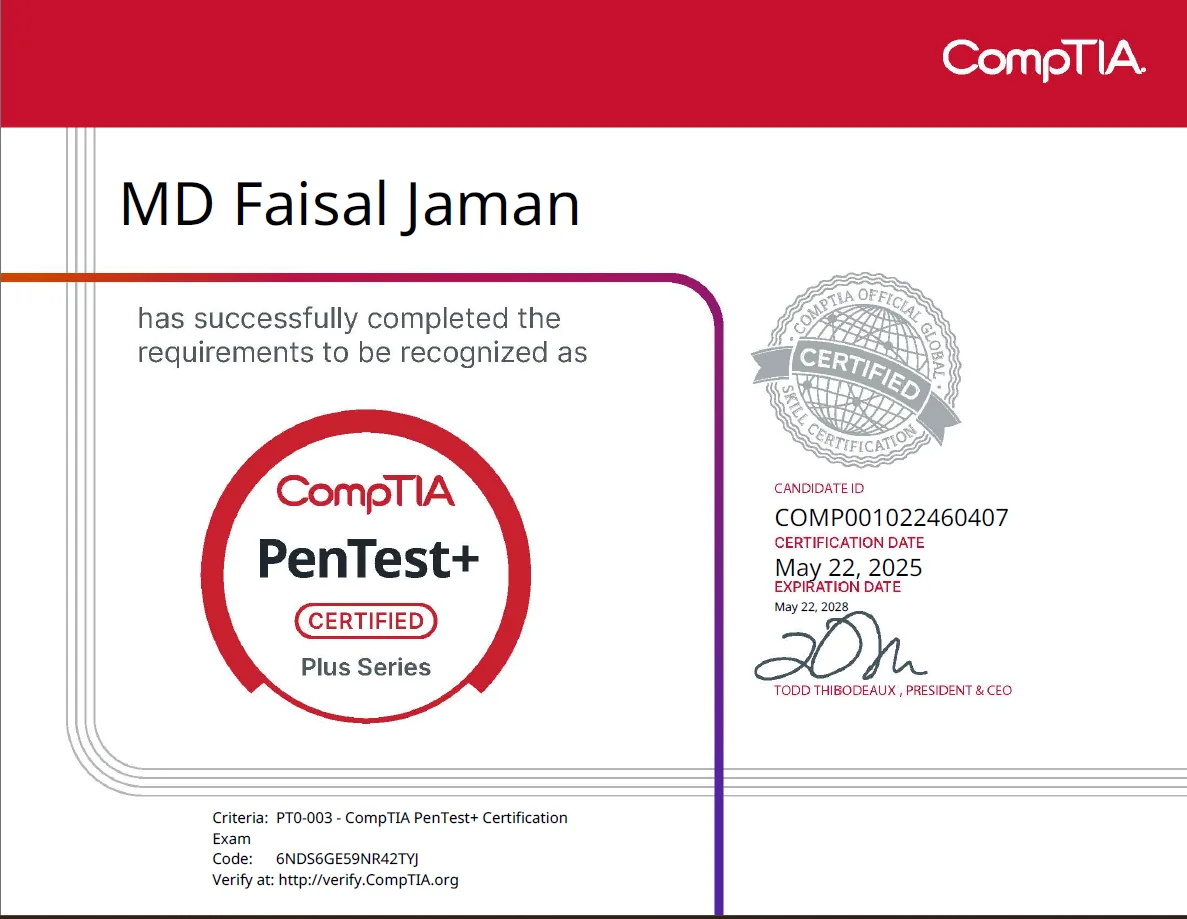 CompTIA.
MD Faisal Jaman
has successfully completed the
requirements to be recognized as
CompTIA
PenTest+
CERTIFIED
Plus Series
COMPTIA OFFICIAL GLOBAL
CERTIFIED
SKILL CERTIFICATION
CANDIDATE ID
COMP001022460407
CERTIFICATION DATE
May 22, 2025
EXPIRATION DATE
May 22, 2028
TODD THIBODEAUX , PRESIDENT & CEO
Criteria: PT0-003 - CompTIA PenTest+ Certification
Exam
Code: 6NDS6GE59NR42TYJ
Verify at: http://verify.CompTIA.org